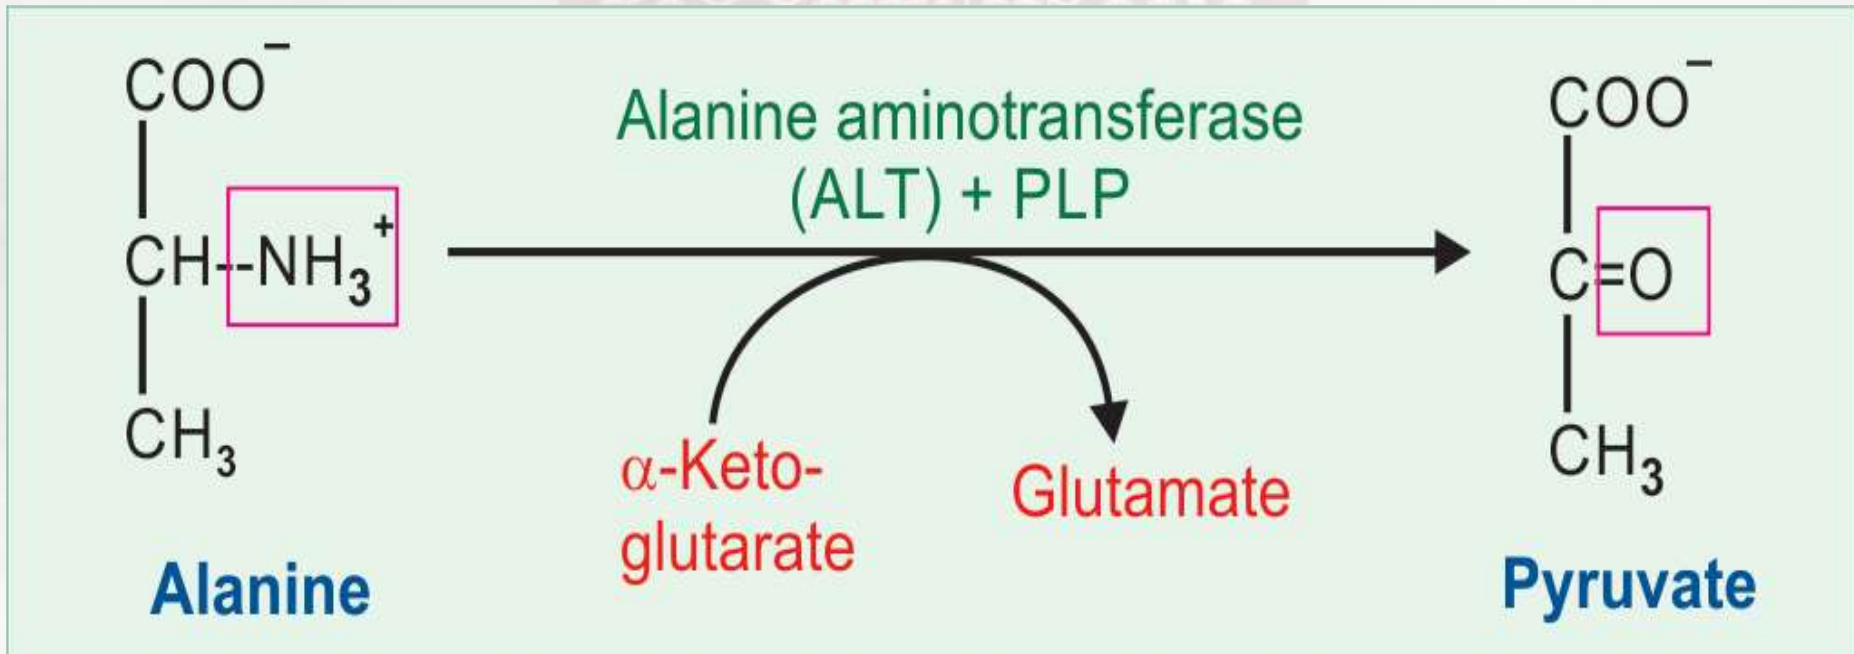 COO⁻
CH--NH₃⁺
CH₃
Alanine
Alanine aminotransferase
(ALT) + PLP
α-Keto-
glutarate
Glutamate
COO⁻
C=O
CH₃
Pyruvate